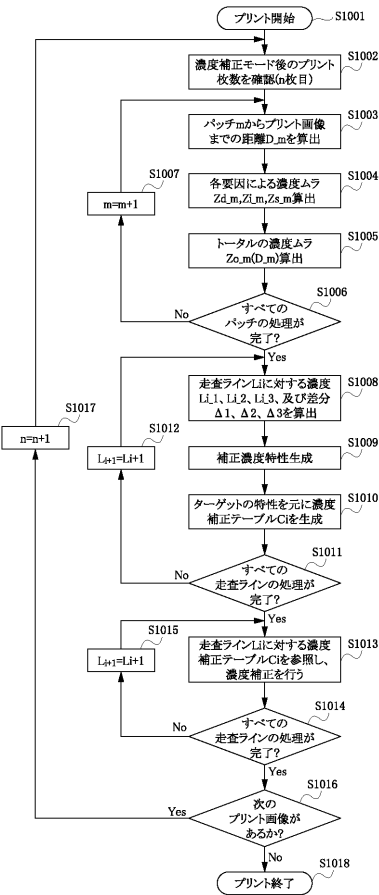 プリント開始
S1001
S1002
濃度補正モード後のプリント
枚数を確認(n枚目)
S1003
パッチmからプリント画像
までの距離D_mを算出
S1004
S1007
各要因による濃度ムラ
Zd_m,Zi_m,Zs_m算出
m=m+1
S1005
トータルの濃度ムラ
Zo_m(D_m)算出
S1006
すべての
パッチの処理が
完了?
No
Yes
S1008
走査ラインLiに対する濃度
Li_1、Li_2、Li_3、及び差分
Δ1、Δ2、Δ3を算出
S1017
n=n+1
S1012
Li+1=Li+1
S1009
補正濃度特性生成
S1010
ターゲットの特性を元に濃度
補正テーブルCiを生成
S1011
すべての
走査ラインの処理が
完了?
No
Yes
S1015
Li+1=Li+1
S1013
走査ラインLiに対する濃度
補正テーブルCiを参照し、
濃度補正を行う
S1014
すべての
走査ラインの処理が
完了?
No
Yes
S1016
次の
プリント画像が
あるか?
Yes
No
S1018
プリント終了